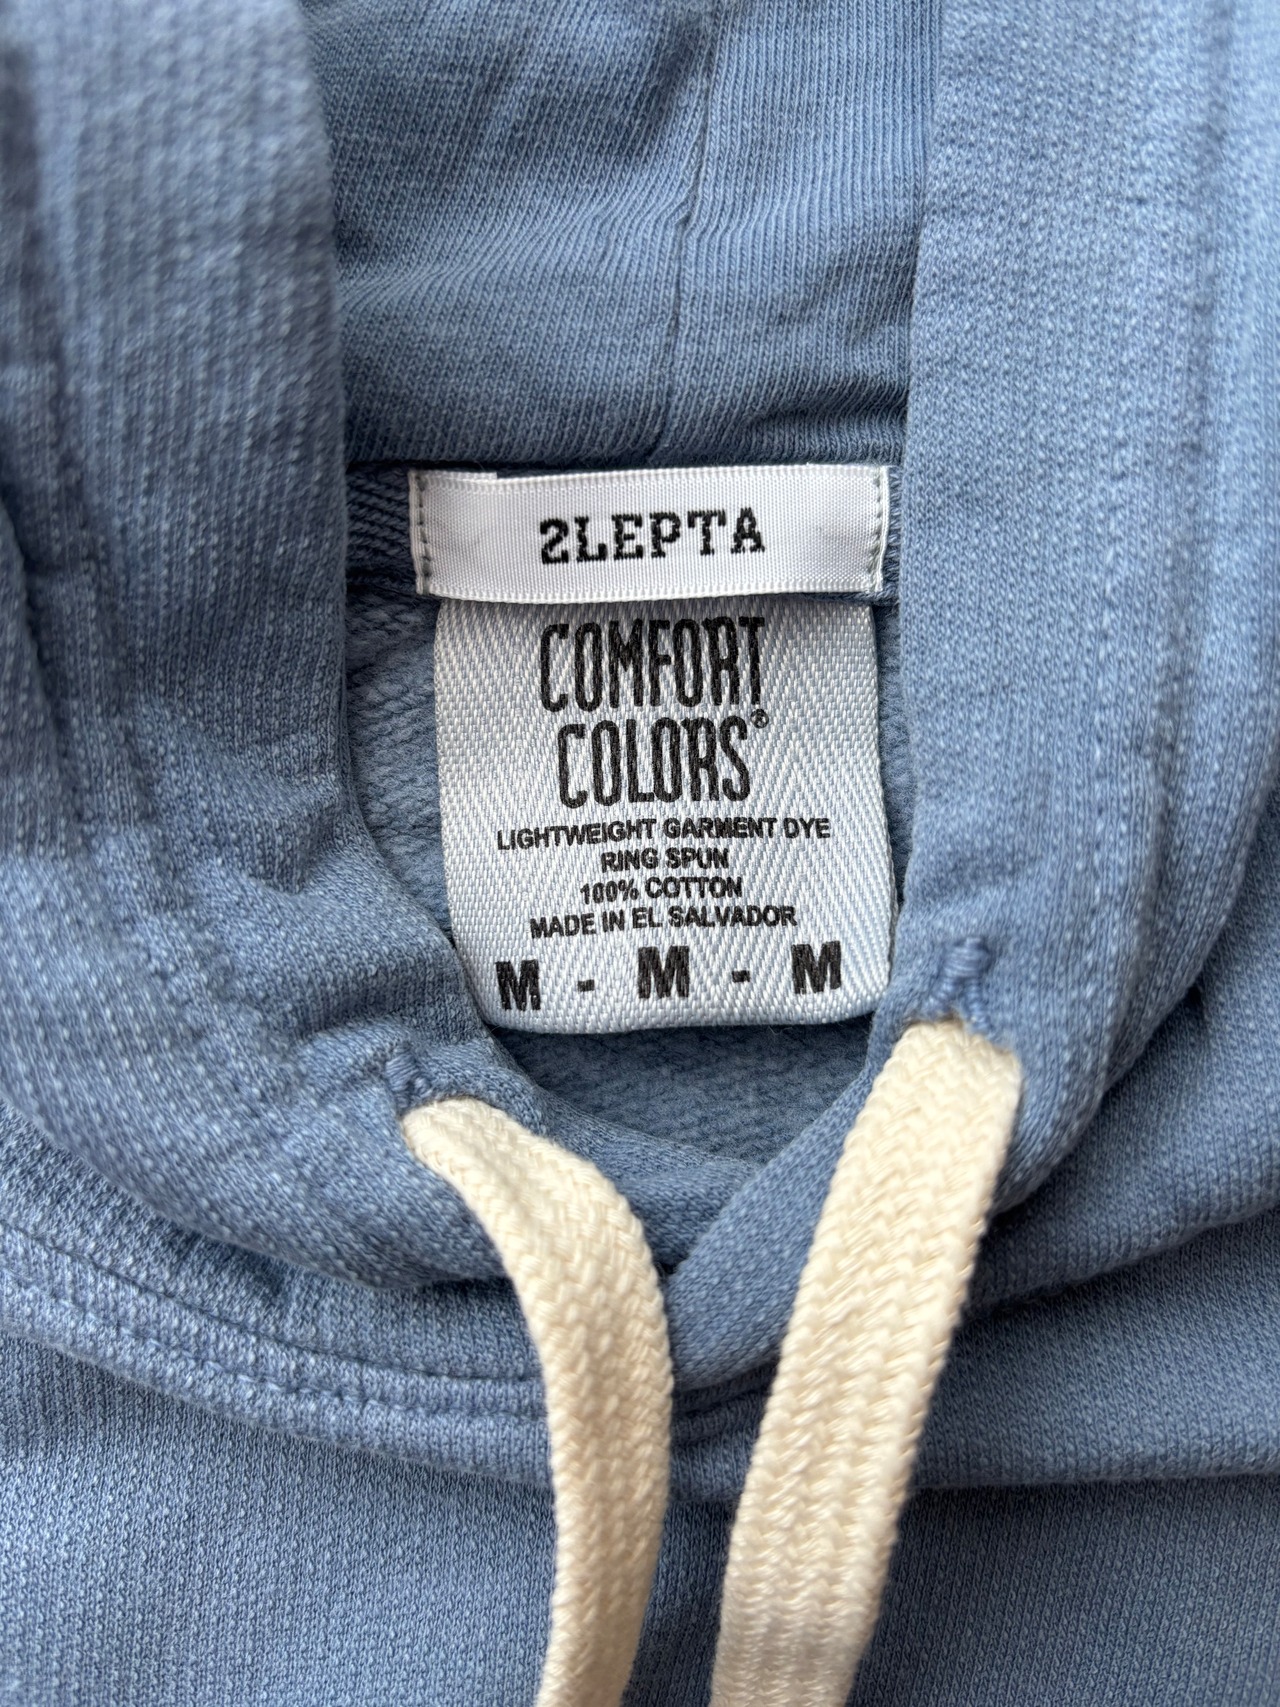 2LEPTA
COMFORT
COLORS®
LIGHTWEIGHT GARMENT DYE
RING SPUN
100% COTTON
MADE IN EL SALVADOR
M - M - M